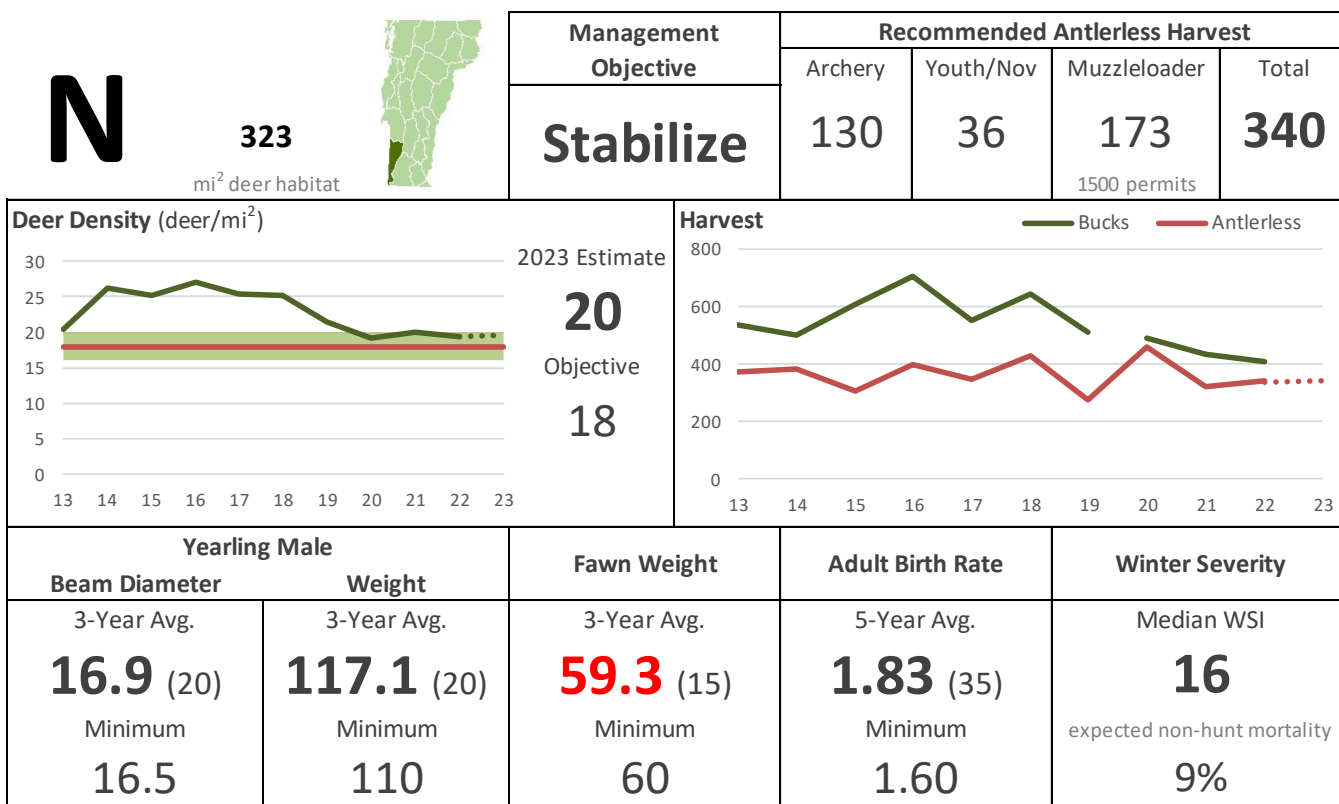 N
323
mi² deer habitat
Management
Objective
Stabilize
Recommended Antlerless Harvest
Archery Youth/Nov Muzzleloader Total
130 36 173 340
1500 permits
Deer Density (deer/mi²)
30
25
20
15
10
5
0
13 14 15 16 17 18 19 20 21 22 23
2023 Estimate
20
Objective
18
Harvest
Bucks Antlerless
800
600
400
200
0
13 14 15 16 17 18 19 20 21 22 23
Yearling Male
Beam Diameter Weight
Fawn Weight
Adult Birth Rate
Winter Severity
3-Year Avg. 3-Year Avg. 3-Year Avg. 5-Year Avg. Median WSI
16.9 (20) 117.1 (20) 59.3 (15) 1.83 (35) 16
Minimum Minimum Minimum Minimum expected non-hunt mortality
16.5 110 60 1.60 9%